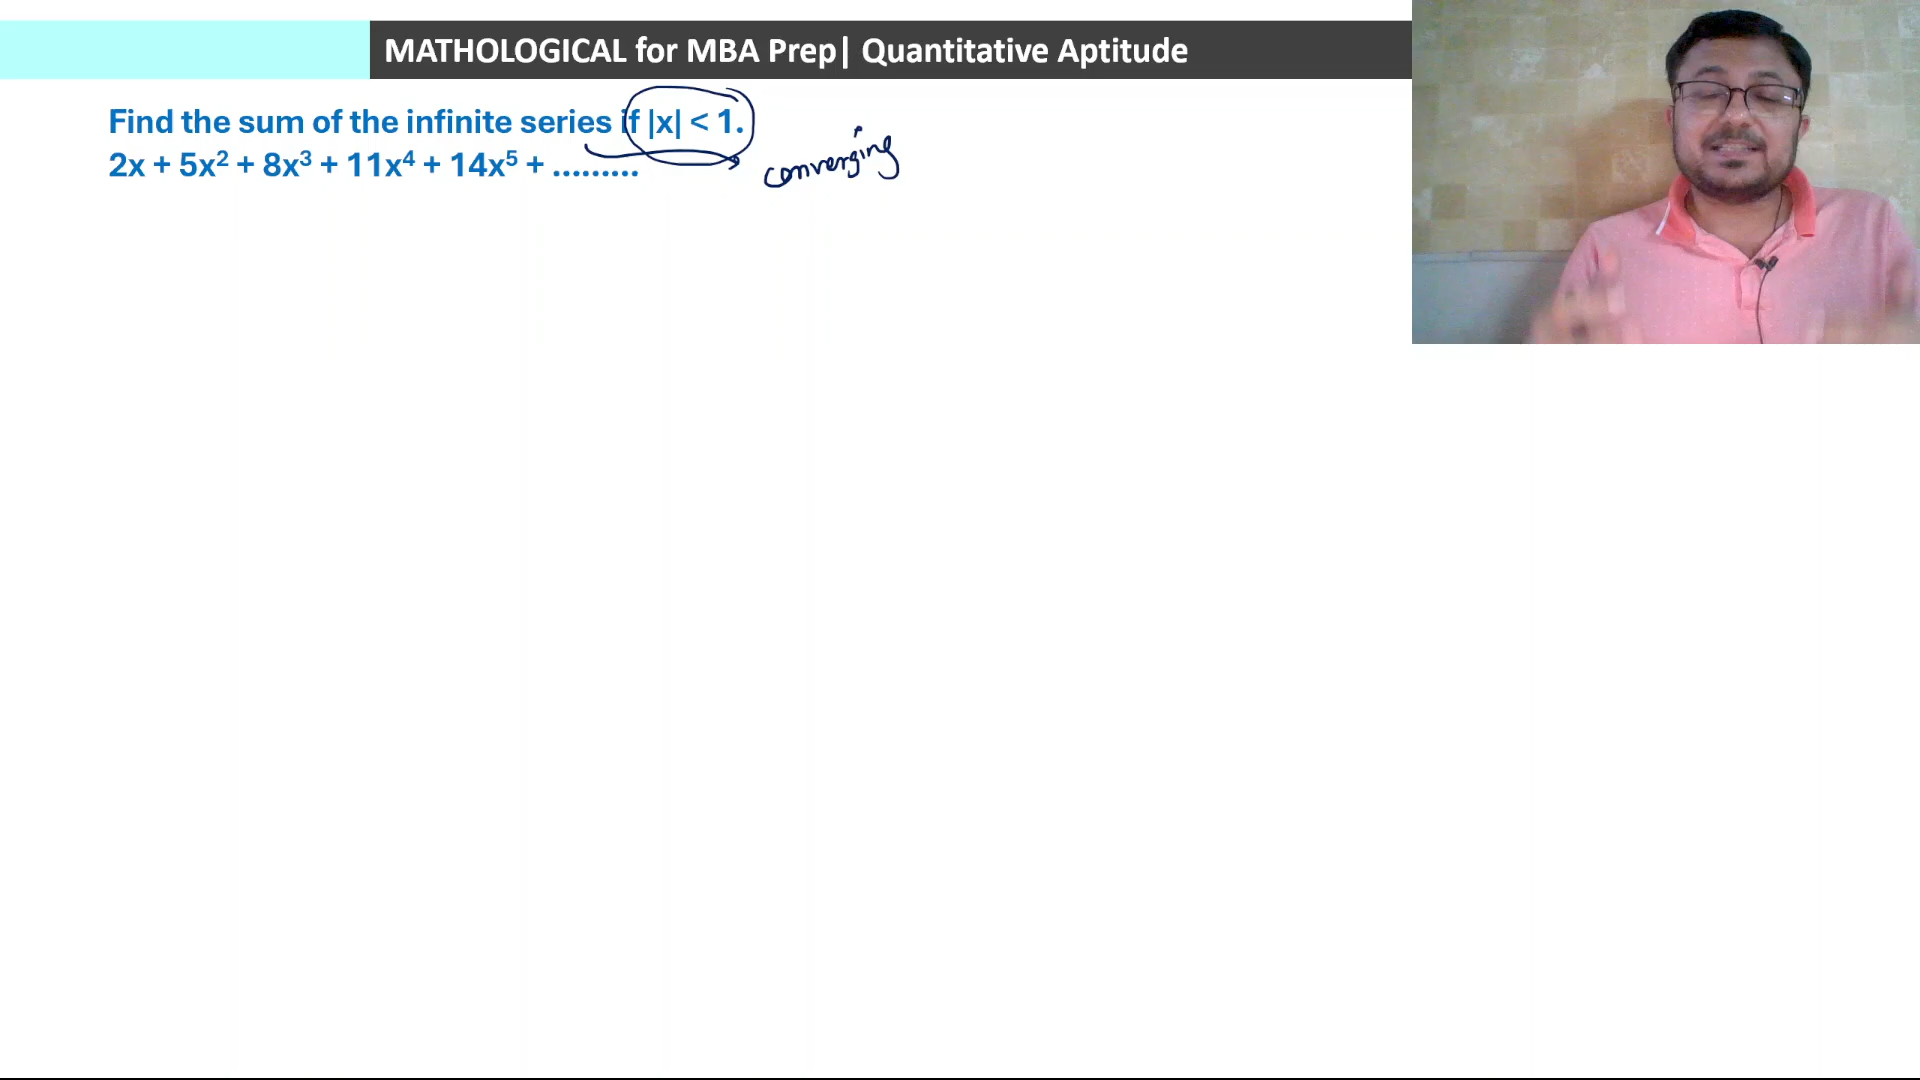 MATHOLOGICAL for MBA Prep| Quantitative Aptitude
Find the sum of the infinite series if |x| < 1.
2x + 5x² + 8x³ + 11x⁴ + 14x⁵ + .........
converging